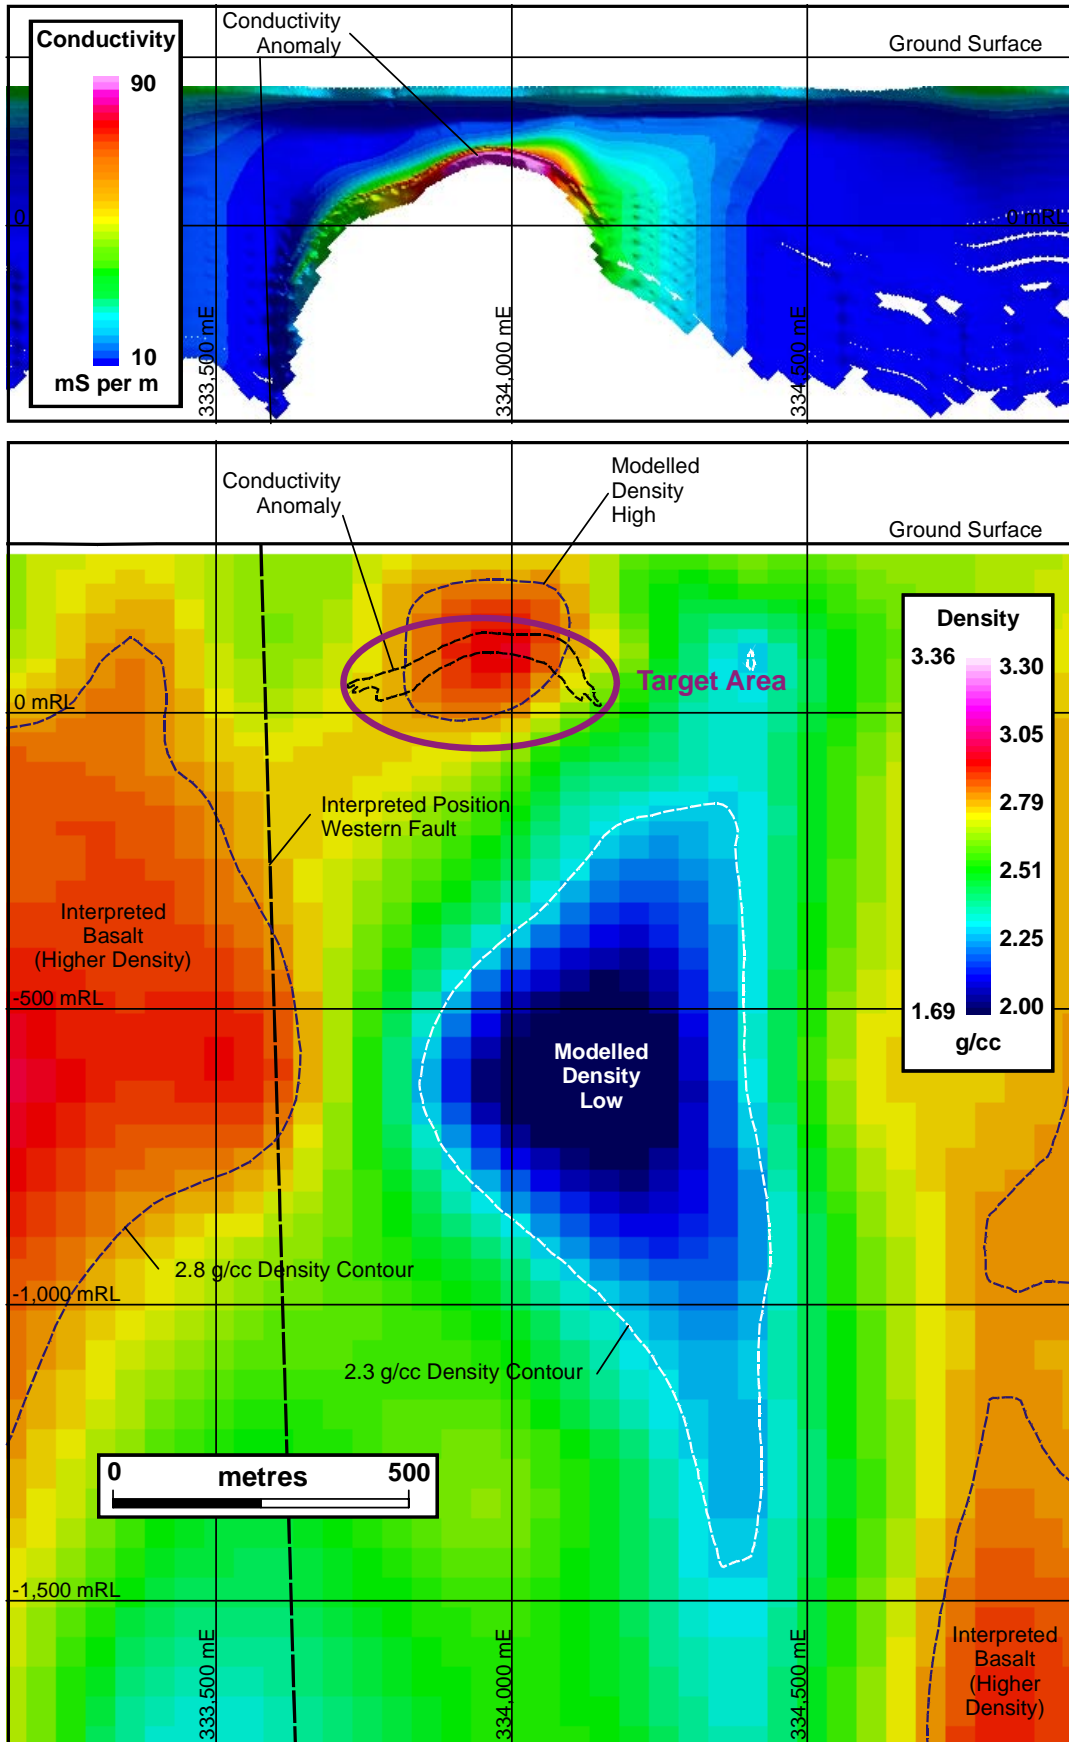 Conductivity
Anomaly
Ground Surface
Conductivity
90
10
mS per m
0
0 mRL
333,500 mE
334,000 mE
334,500 mE
Conductivity
Anomaly
Modelled
Density
High
Ground Surface
Density
3.36
3.30
3.05
2.79
2.51
2.25
2.00
1.69
g/cc
Target Area
0 mRL
Interpreted Position
Western Fault
Interpreted
Basalt
(Higher Density)
-500 mRL
Modelled
Density
Low
2.8 g/cc Density Contour
-1,000 mRL
2.3 g/cc Density Contour
0
metres
500
-1,500 mRL
333,500 mE
334,000 mE
334,500 mE
Interpreted
Basalt
(Higher
Density)